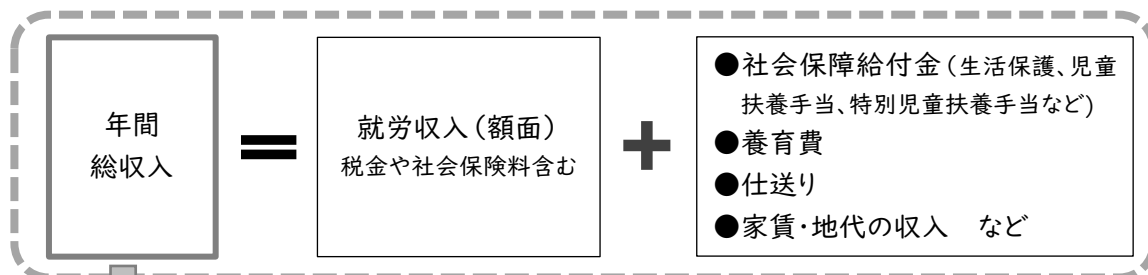 年間
総収入
＝
就労収入（額面）
税金や社会保険料含む
＋
●社会保障給付金（生活保護、児童
扶養手当、特別児童扶養手当など)
●養育費
●仕送り
●家賃・地代の収入　など